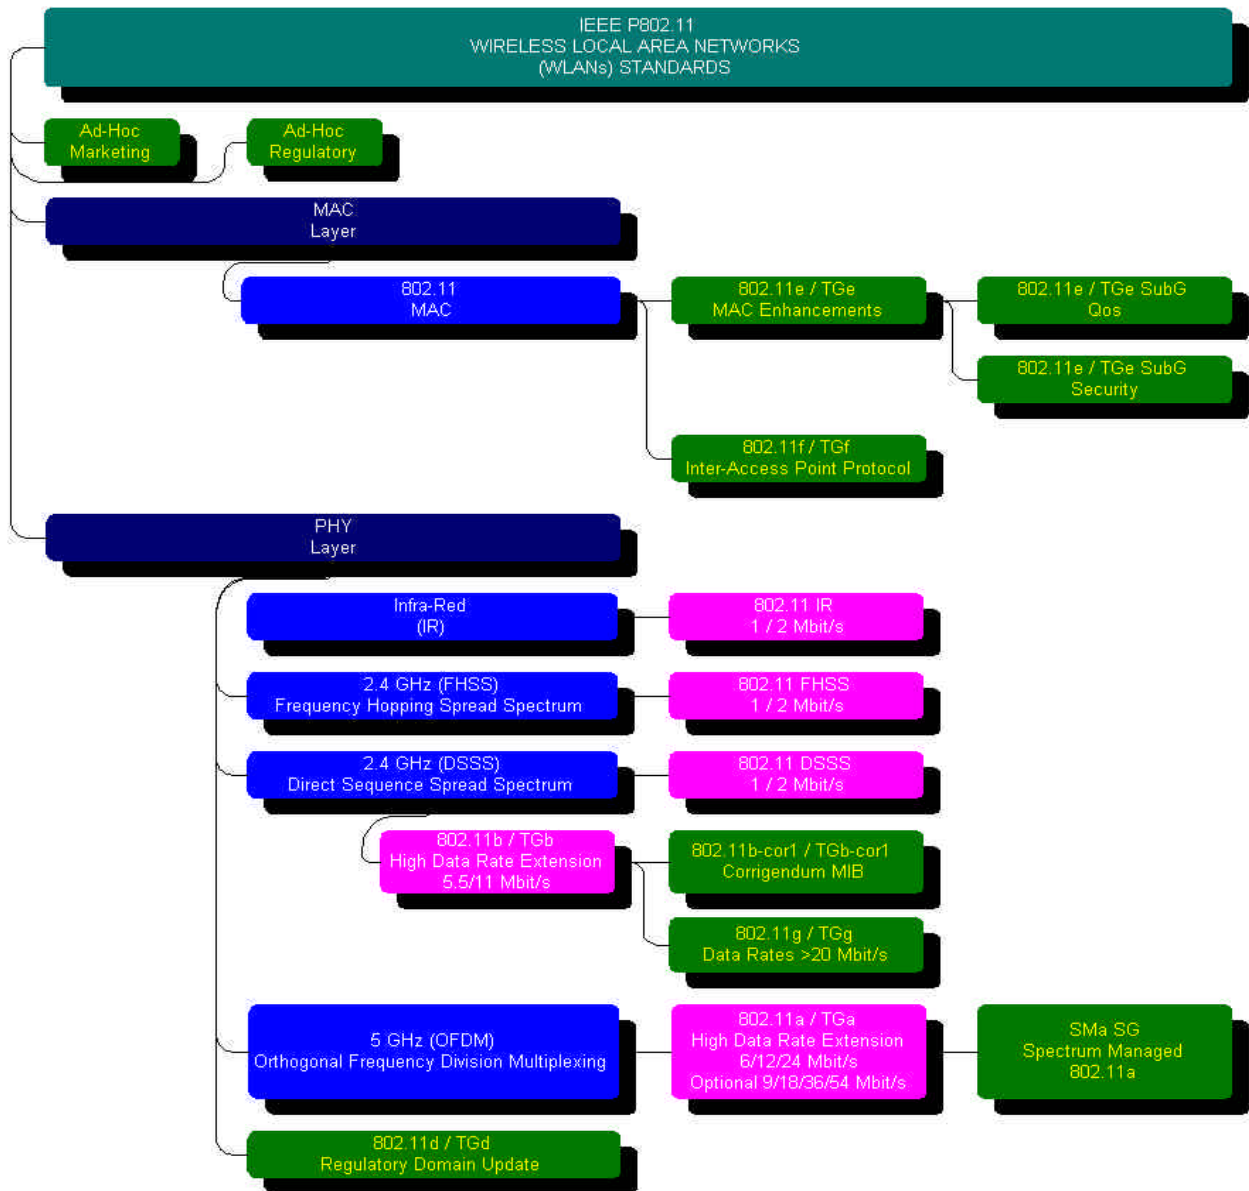 IEEE P802.11
WIRELESS LOCAL AREA NETWORKS
(WLANs) STANDARDS
Ad-Hoc
Marketing
Ad-Hoc
Regulatory
MAC
Layer
802.11
MAC
802.11e / TGe
MAC Enhancements
802.11e / TGe SubG
Qos
802.11e / TGe SubG
Security
802.11f / TGf
Inter-Access Point Protocol
PHY
Layer
Infra-Red
(IR)
802.11 IR
1 / 2 Mbit/s
2.4 GHz (FHSS)
Frequency Hopping Spread Spectrum
802.11 FHSS
1 / 2 Mbit/s
2.4 GHz (DSSS)
Direct Sequence Spread Spectrum
802.11 DSSS
1 / 2 Mbit/s
802.11b / TGb
High Data Rate Extension
5.5/11 Mbit/s
802.11b-cor1 / TGb-cor1
Corrigendum MIB
802.11g / TGg
Data Rates >20 Mbit/s
5 GHz (OFDM)
Orthogonal Frequency Division Multiplexing
802.11a / TGa
High Data Rate Extension
6/12/24 Mbit/s
Optional 9/18/36/54 Mbit/s
SMa SG
Spectrum Managed
802.11a
802.11d / TGd
Regulatory Domain Update